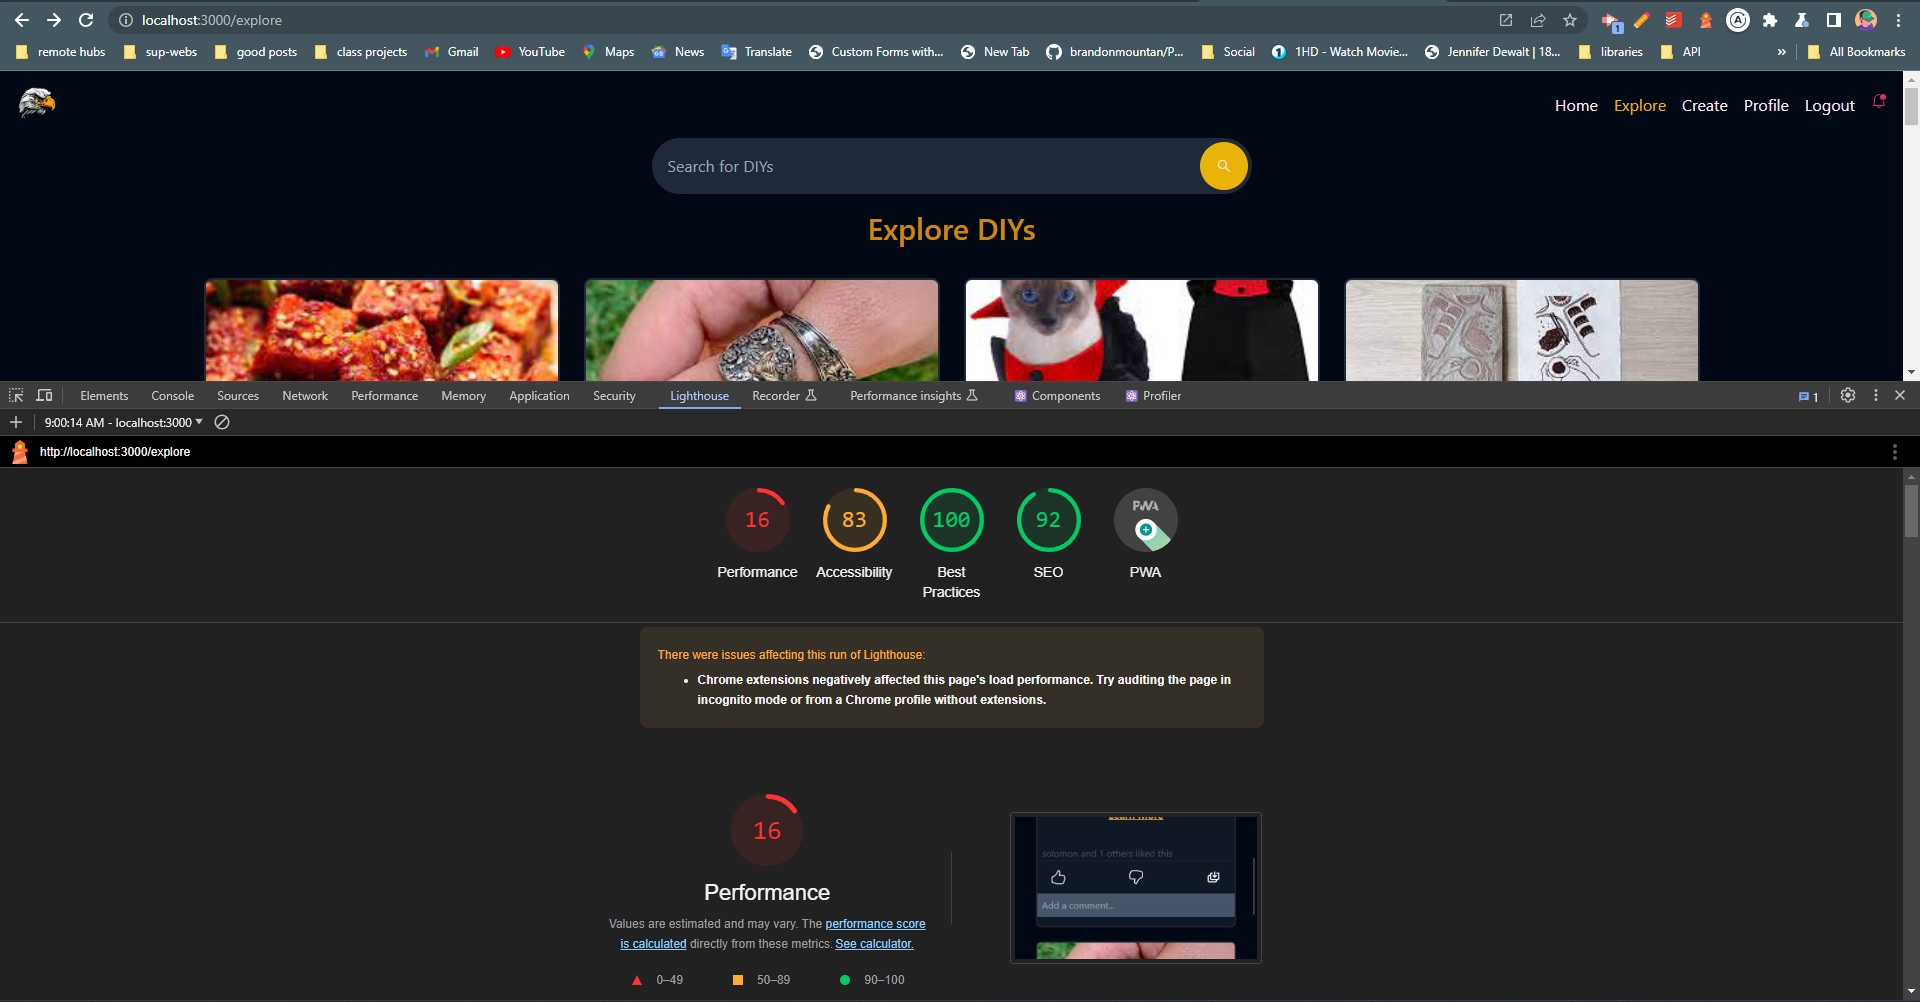 localhost:3000/explore
1
remote hubs sup-webs good posts class projects Gmail YouTube Maps News Translate Custom Forms with... New Tab brandonmountan/P... Social 1HD - Watch Movie... Jennifer Dewalt | 18... libraries API » All Bookmarks
Home Explore Create Profile Logout
Search for DIYs
Explore DIYs
Elements Console Sources Network Performance Memory Application Security Lighthouse Recorder Performance insights Components Profiler 1
9:00:14 AM - localhost:3000
http://localhost:3000/explore
16 83 100 92 PWA
Performance Accessibility Best Practices SEO PWA
There were issues affecting this run of Lighthouse:
• Chrome extensions negatively affected this page's load performance. Try auditing the page in
incognito mode or from a Chrome profile without extensions.
16
Performance
Values are estimated and may vary. The performance score
is calculated directly from these metrics. See calculator.
0–49 50–89 90–100
Learn More
solomon and 1 others liked this
Add a comment...